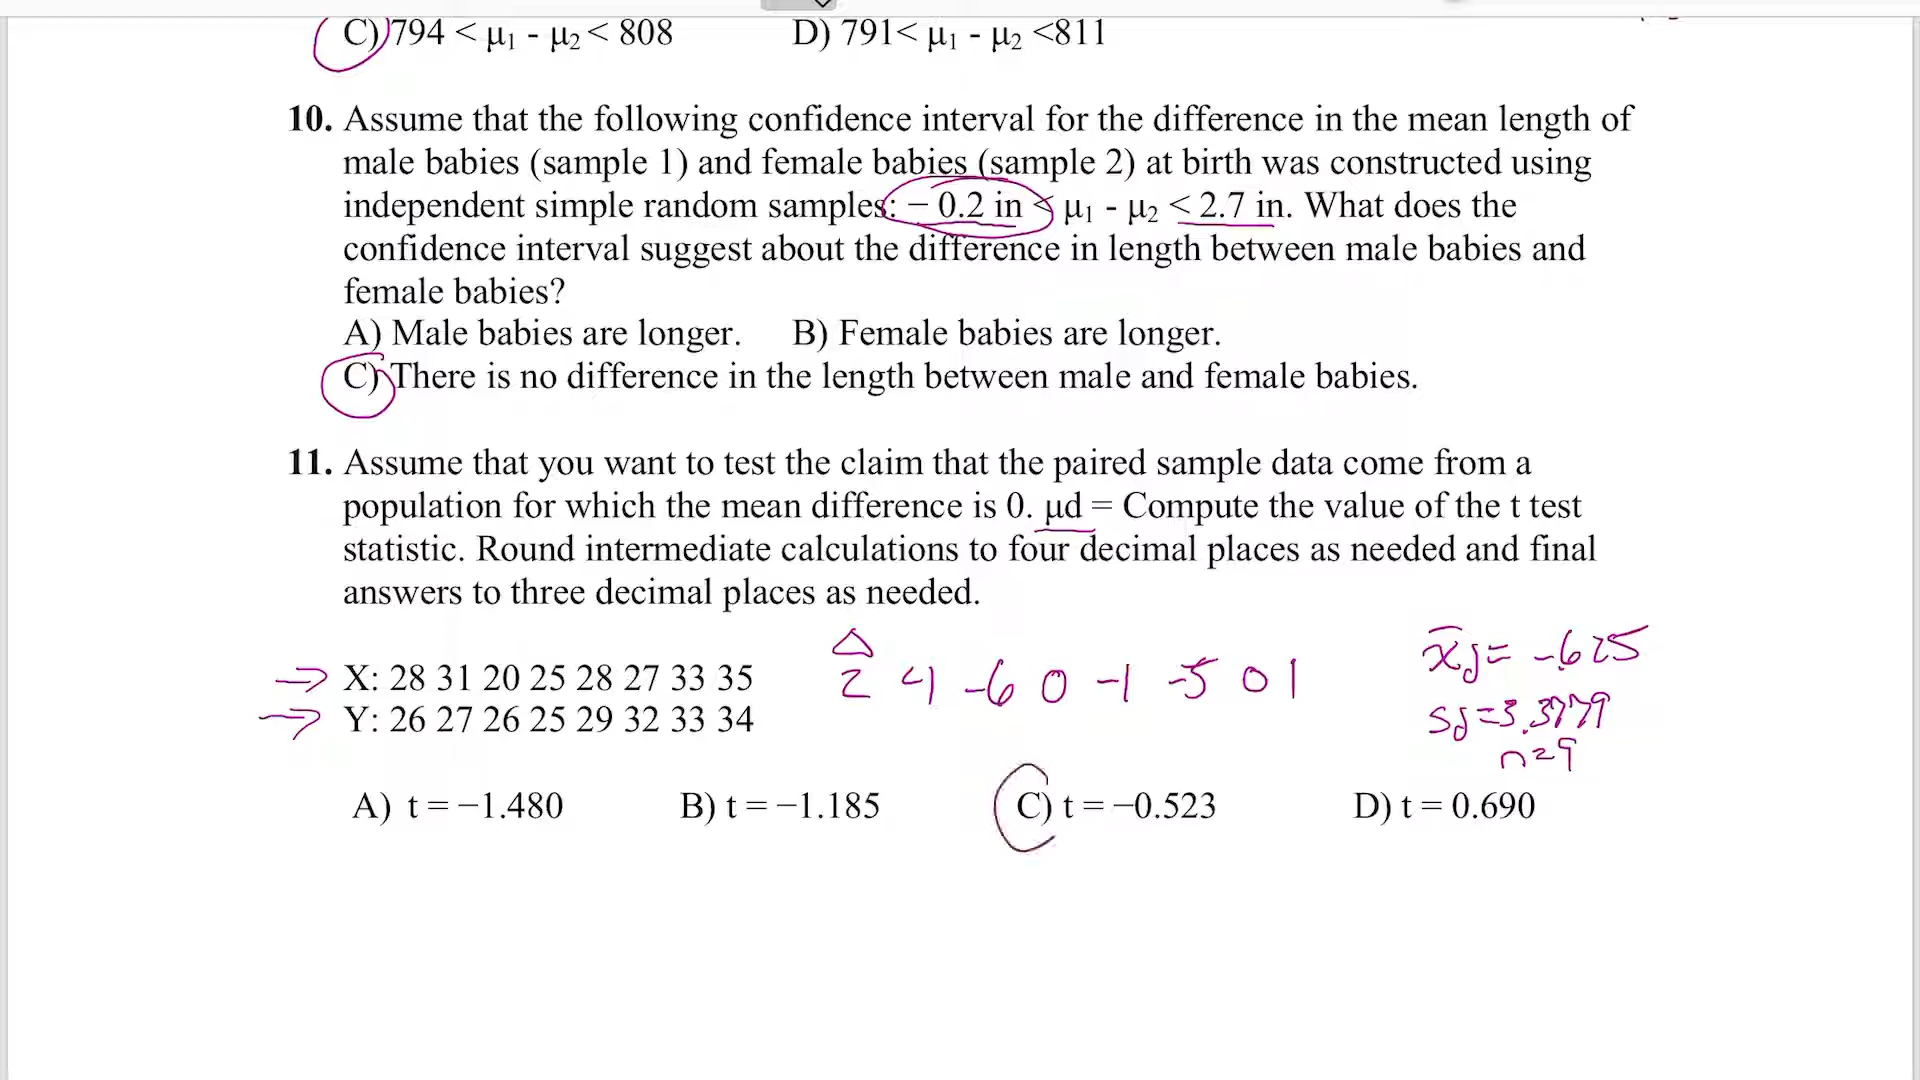 C) 794 < μ1 - μ2 < 808 D) 791< μ1 - μ2 <811
10. Assume that the following confidence interval for the difference in the mean length of
male babies (sample 1) and female babies (sample 2) at birth was constructed using
independent simple random samples: − 0.2 in < μ1 - μ2 < 2.7 in. What does the
confidence interval suggest about the difference in length between male babies and
female babies?
A) Male babies are longer. B) Female babies are longer.
C) There is no difference in the length between male and female babies.
11. Assume that you want to test the claim that the paired sample data come from a
population for which the mean difference is 0. μd = Compute the value of the t test
statistic. Round intermediate calculations to four decimal places as needed and final
answers to three decimal places as needed.
X: 28 31 20 25 28 27 33 35
Y: 26 27 26 25 29 32 33 34
△
2 4 -6 0 -1 -5 0 1
x̄d = -.625
sd = 3.3779
n = 9
A) t = −1.480 B) t = −1.185 C) t = −0.523 D) t = 0.690